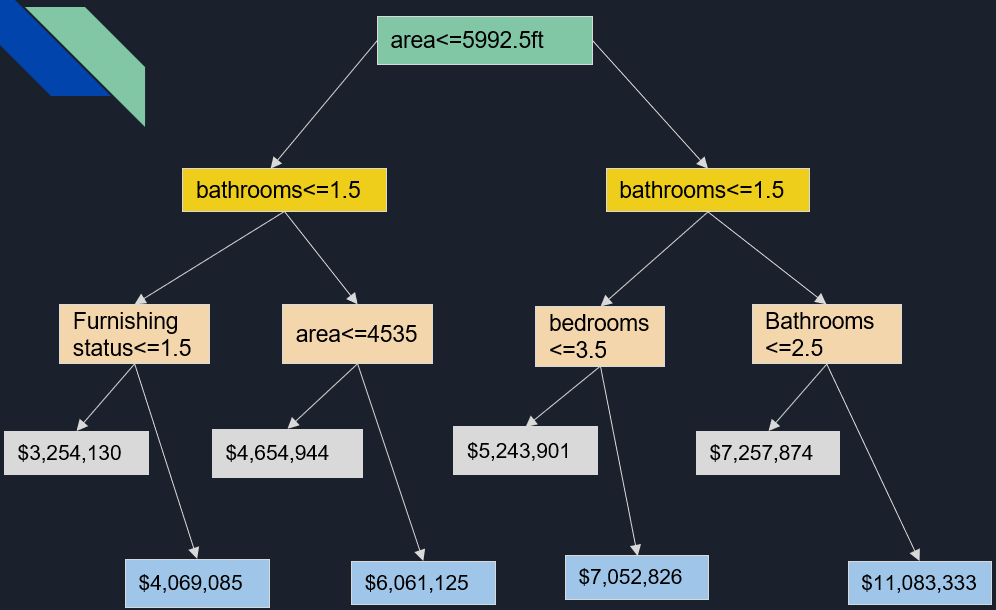 area<=5992.5ft
bathrooms<=1.5
bathrooms<=1.5
Furnishing
status<=1.5
area<=4535
bedrooms
<=3.5
Bathrooms
<=2.5
$3,254,130
$4,654,944
$5,243,901
$7,257,874
$4,069,085
$6,061,125
$7,052,826
$11,083,333